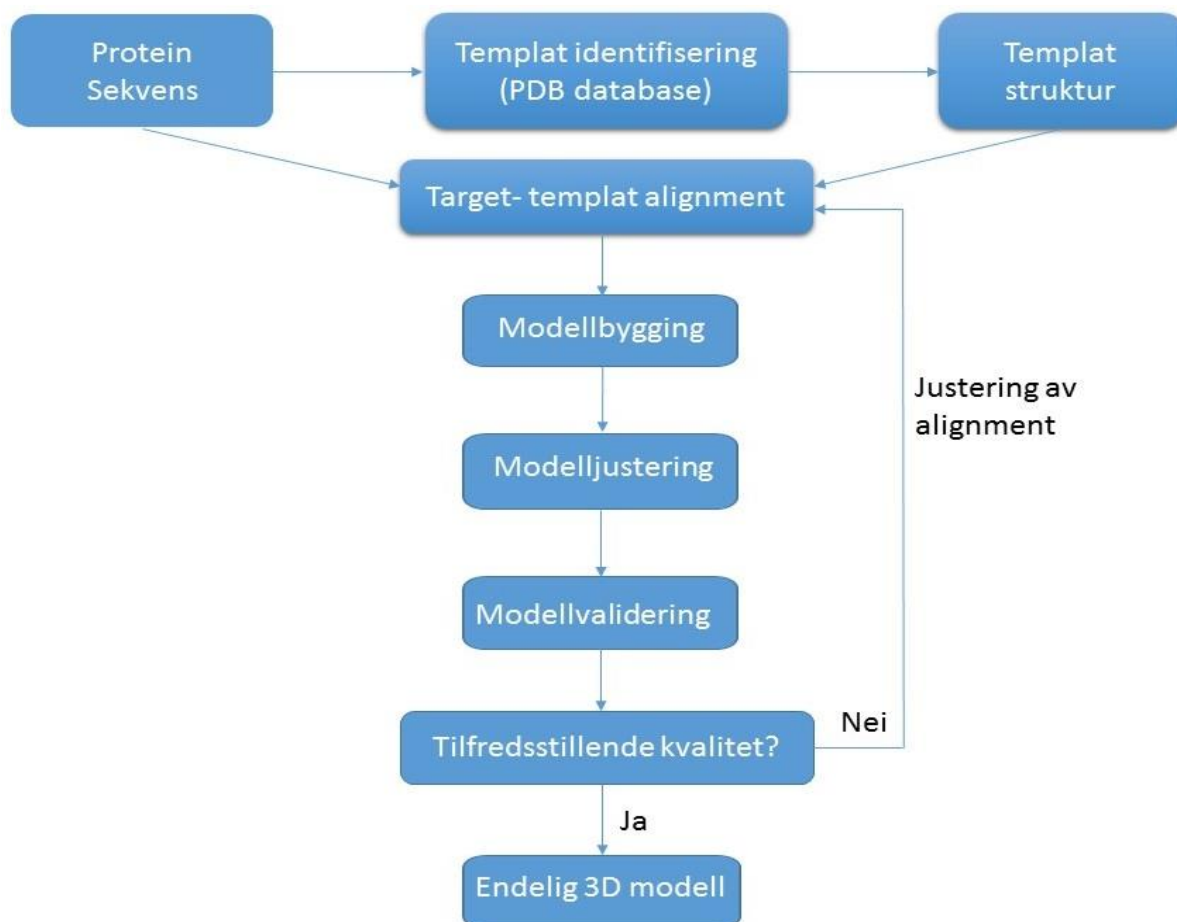 Protein
Sekvens
Templat identifisering
(PDB database)
Templat
struktur
Target- templat alignment
Modellbygging
Justering av
alignment
Modelljustering
Modellvalidering
Tilfredsstillende kvalitet?
Nei
Ja
Endelig 3D modell